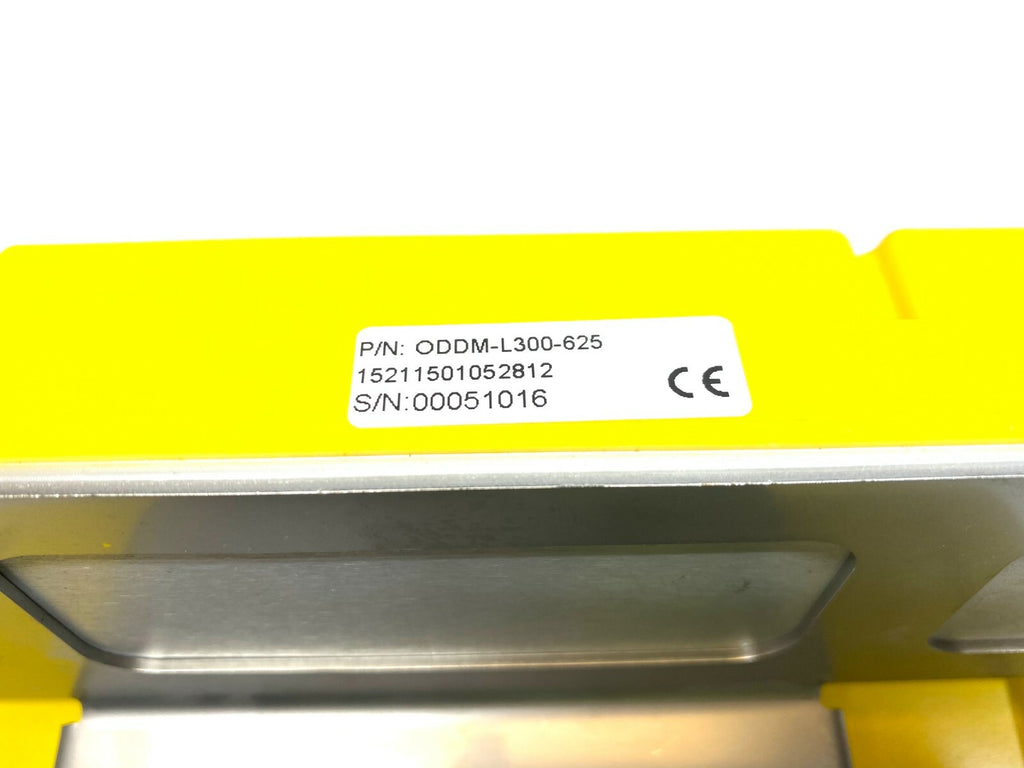 P/N: ODDM-L300-625
15211501052812
S/N:00051016
CE